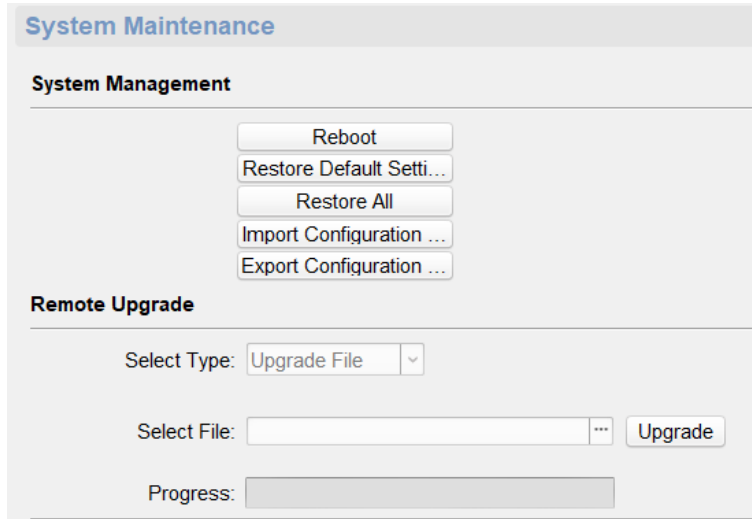 System Maintenance
System Management
Reboot
Restore Default Setti...
Restore All
Import Configuration ...
Export Configuration ...
Remote Upgrade
Select Type: Upgrade File
Select File: ... Upgrade
Progress: